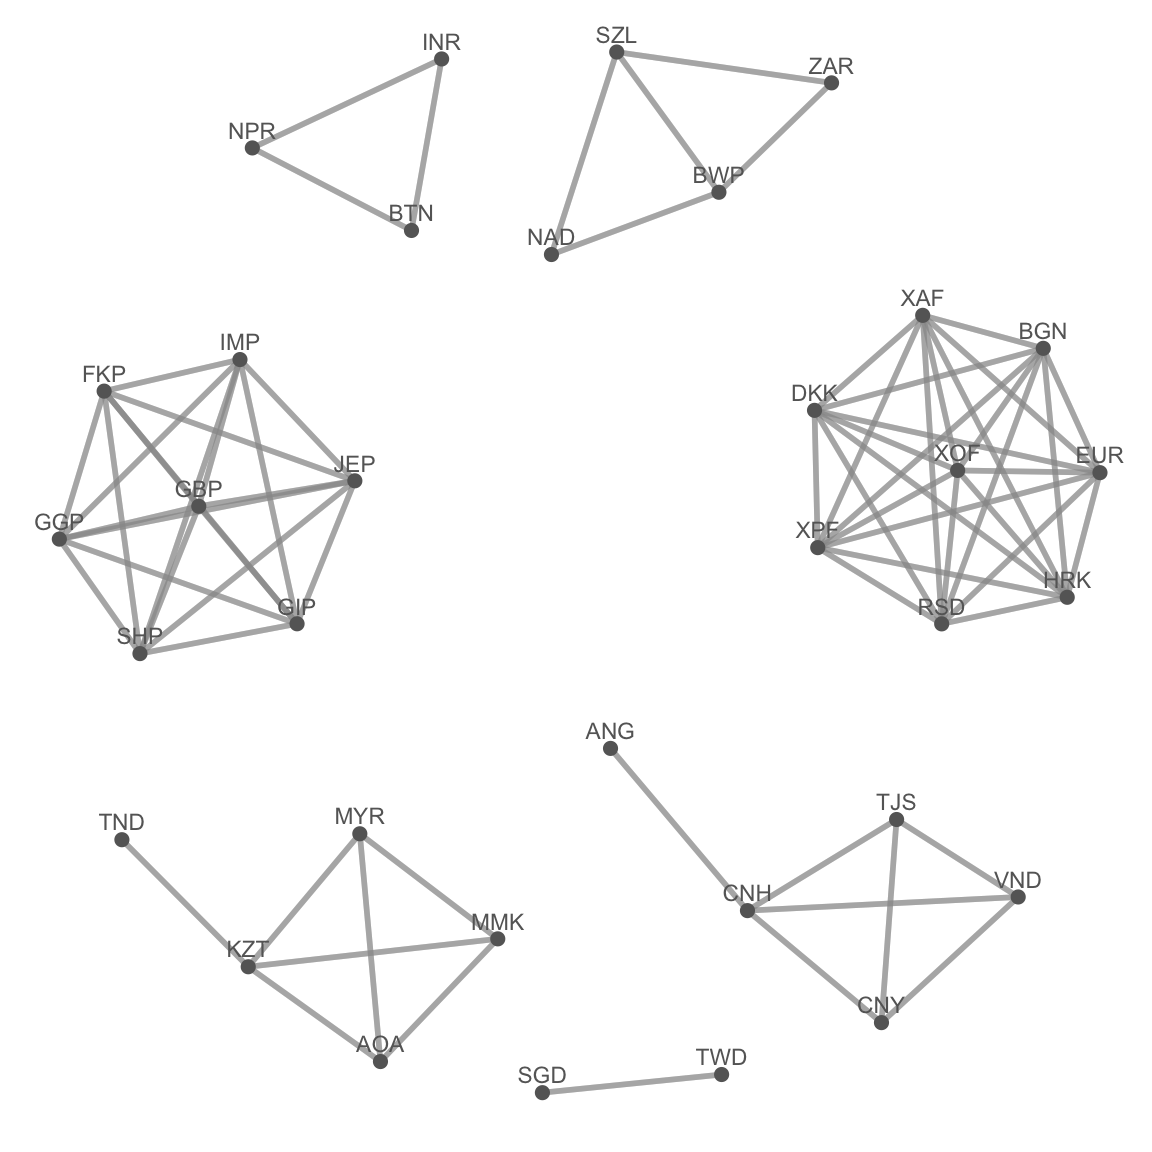 SZL
INR
ZAR
NPR
BWP
BTN
NAD
XAF
BGN
IMP
FKP
DKK
XOF
EUR
JEP
GBP
GGP
XPF
HRK
GIP
RSD
SHP
ANG
TJS
MYR
TND
VND
CNH
MMK
KZT
CNY
AOA
TWD
SGD